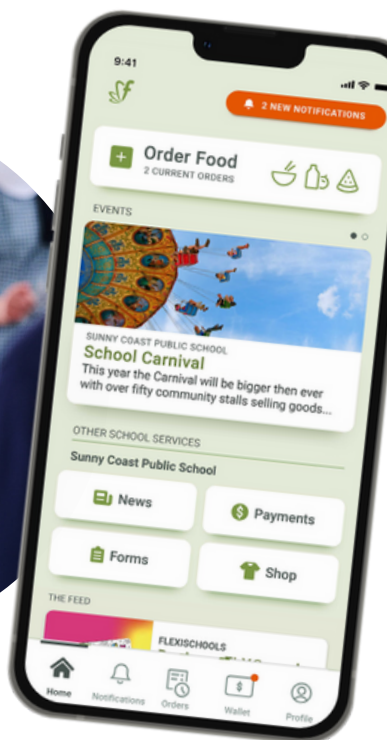 9:41
2 NEW NOTIFICATIONS
Order Food
2 CURRENT ORDERS
EVENTS
SUNNY COAST PUBLIC SCHOOL
School Carnival
This year the Carnival will be bigger then ever
with over fifty community stalls selling goods...
OTHER SCHOOL SERVICES
Sunny Coast Public School
News
Payments
Forms
Shop
THE FEED
FLEXISCHOOLS
Home
Notifications
Orders
Wallet
Profile